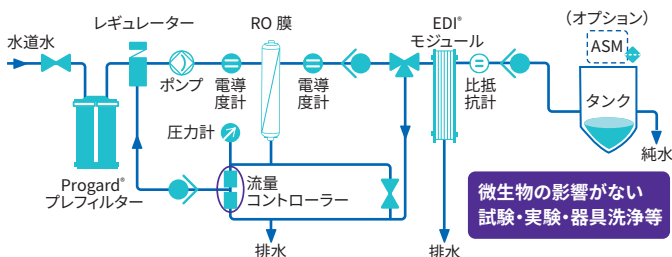 レギュレーター
RO 膜
EDI®
モジュール
（オプション）
ASM
水道水
ポンプ
電導
度計
電導
度計
比抵
抗計
タンク
圧力計
純水
Progard®
プレフィルター
流量
コントローラー
微生物の影響がない
試験・実験・器具洗浄等
排水
排水